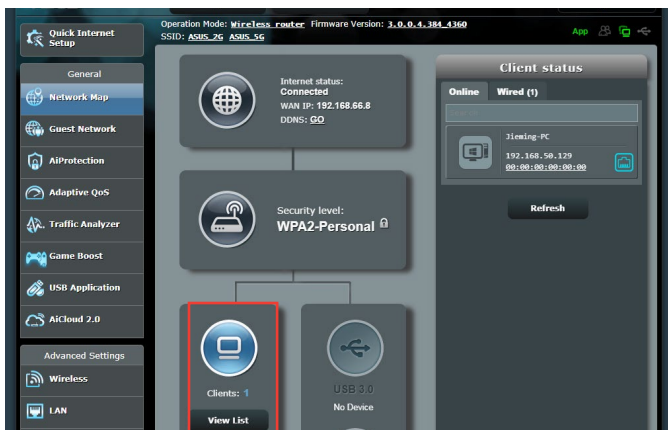 Quick Internet
Setup
Operation Mode: Wireless router Firmware Version: 3.0.0.4.384_4360
SSID: ASUS_2G ASUS_5G
App
General
Network Map
Guest Network
AiProtection
Adaptive QoS
Traffic Analyzer
Game Boost
USB Application
AiCloud 2.0
Advanced Settings
Wireless
LAN
Internet status:
Connected
WAN IP: 192.168.66.8
DDNS: GO
Security level:
WPA2-Personal
Clients: 1
View List
USB 3.0
No Device
Client status
Online Wired (1)
Jieming-PC
192.168.50.129
00:00:00:00:00:00
Refresh